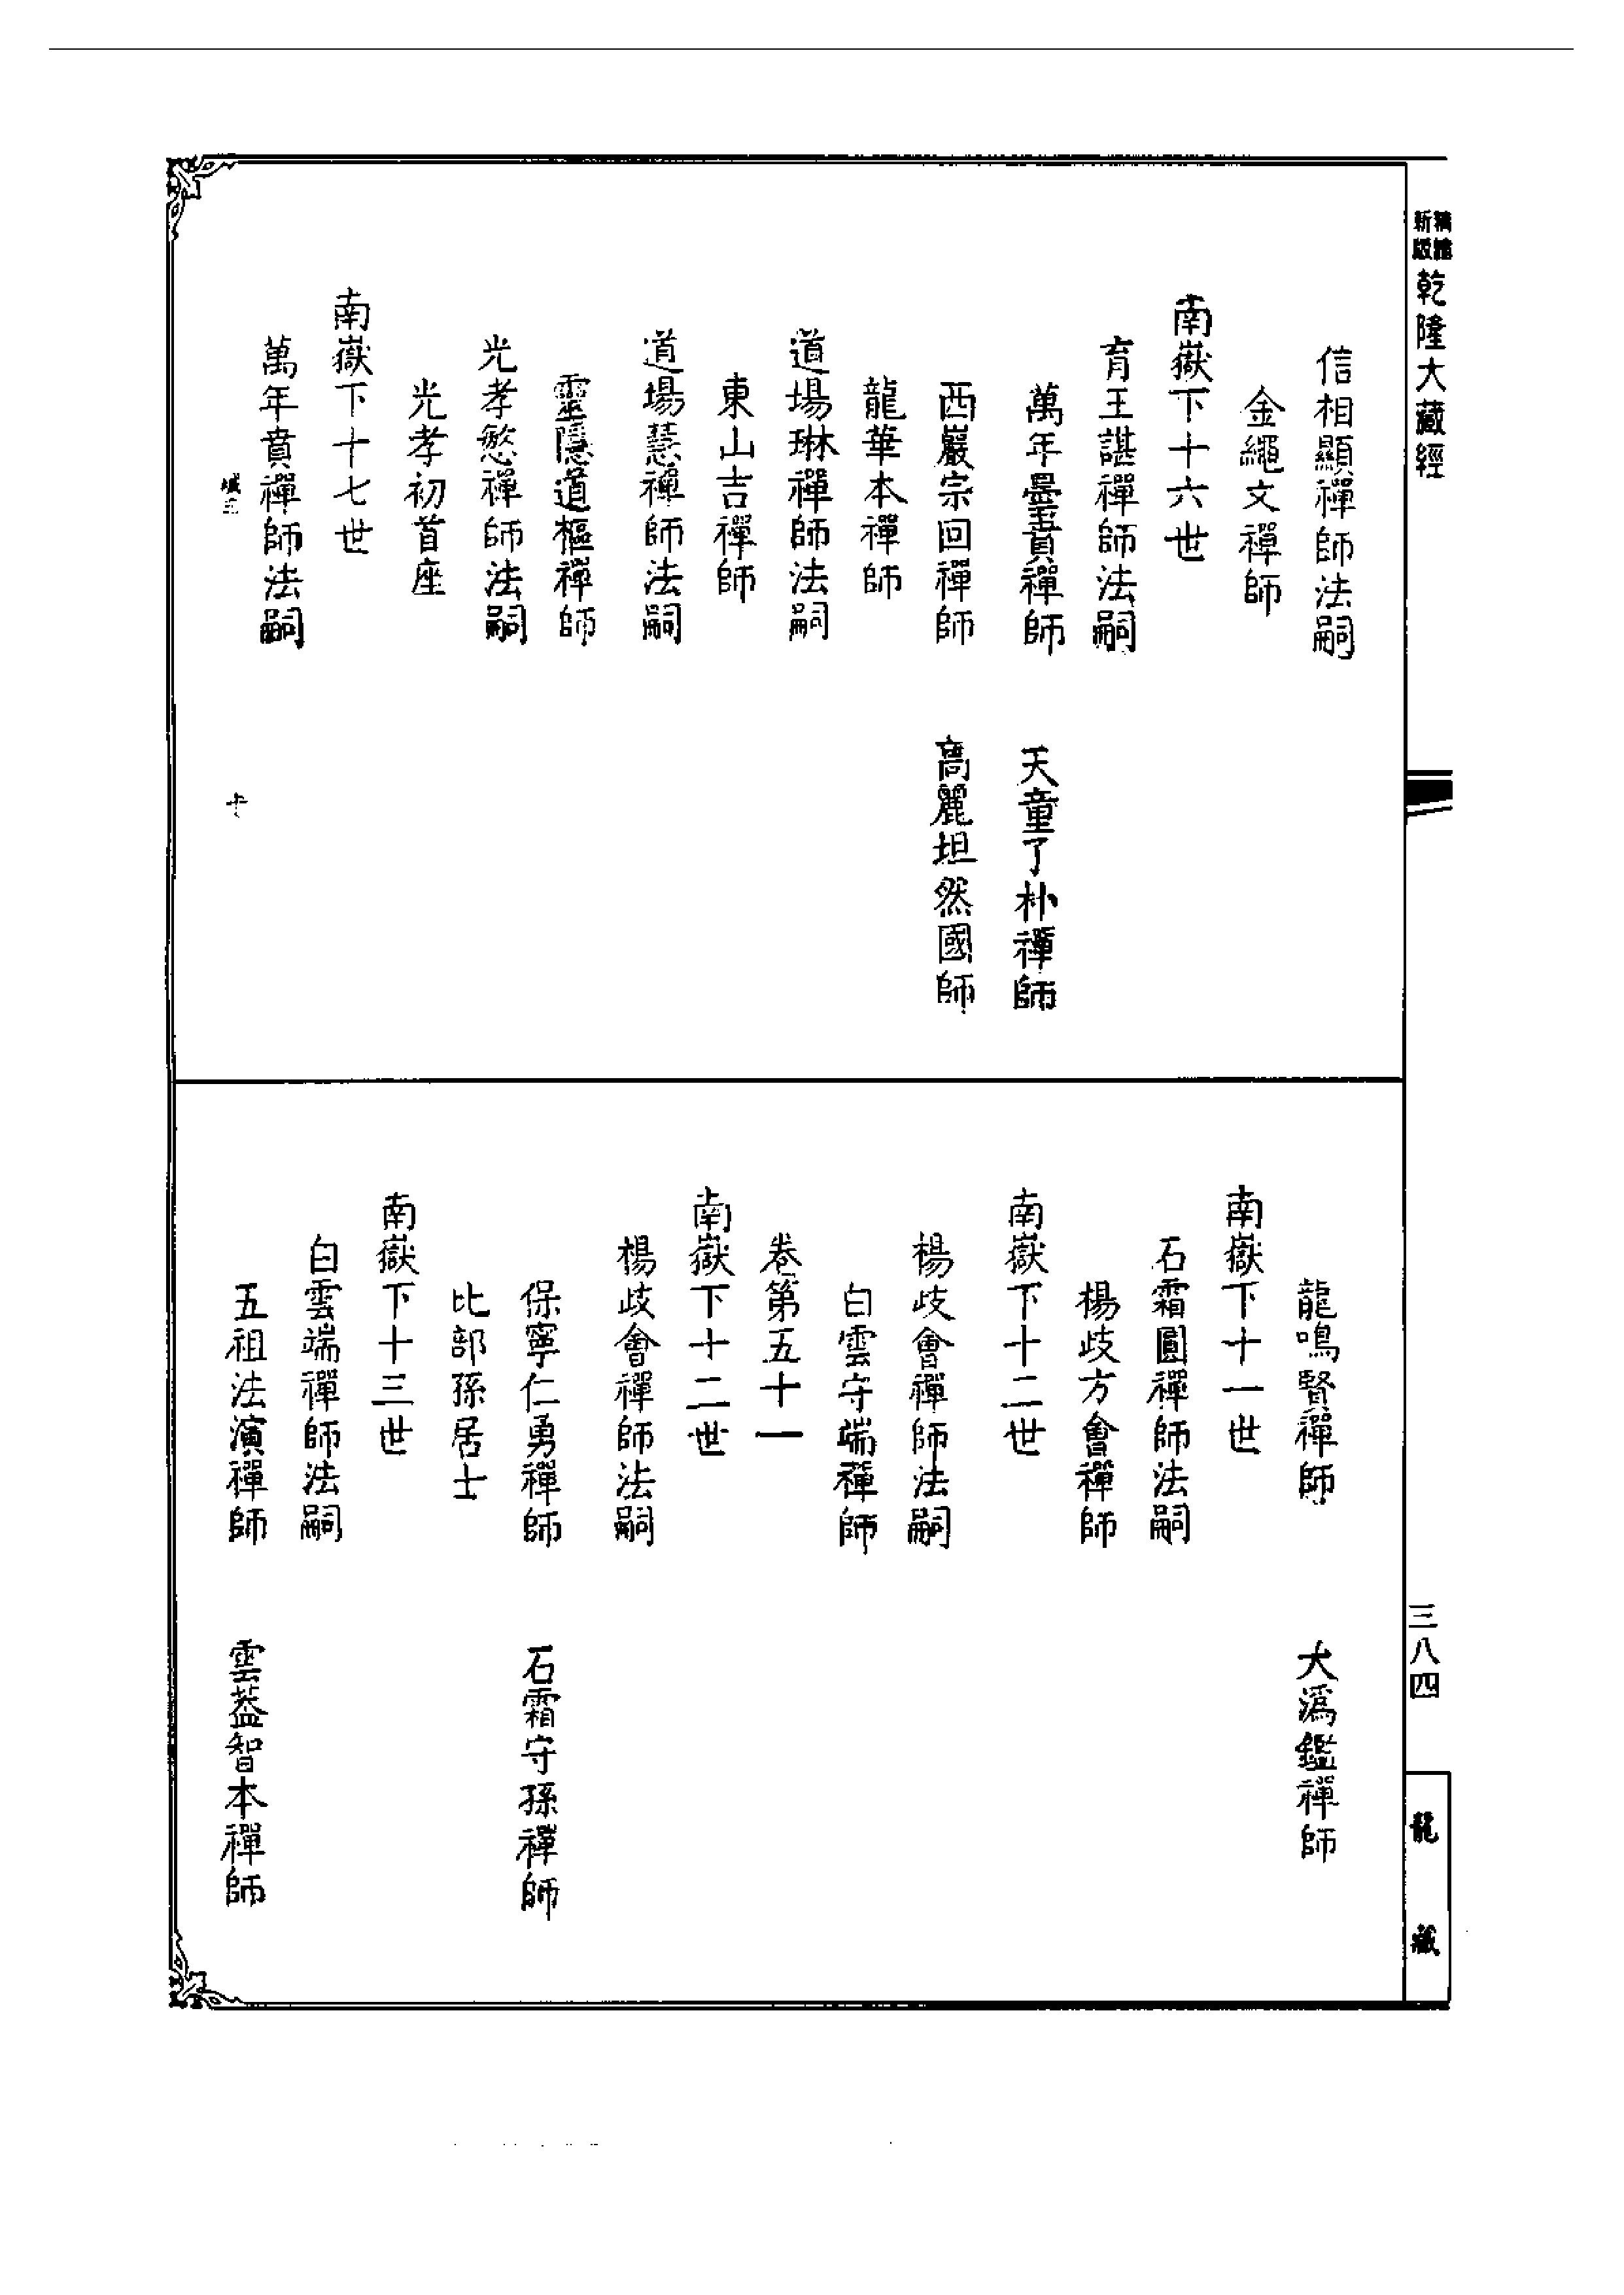 新版
精縮
乾隆大藏經
三八四
龍藏
信相顯禪師法嗣
金繩文禪師
南嶽下十六世
育王諶禪師法嗣
萬年曇賁禪師 天童了朴禪師
西巖宗回禪師 高麗坦然國師
龍華本禪師
道場琳禪師法嗣
東山吉禪師
道場慧禪師法嗣
靈隱道樞禪師
光孝慜禪師法嗣
光孝初首座
南嶽下十七世
萬年賁禪師法嗣
龍鳴賢禪師 大溈鑑禪師
南嶽下十一世
石霜圓禪師法嗣
楊歧方會禪師
南嶽下十二世
楊歧會禪師法嗣
白雲守端禪師
卷第五十一
南嶽下十二世
楊歧會禪師法嗣
保寧仁勇禪師 石霜守孫禪師
比部孫居士
南嶽下十三世
白雲端禪師法嗣
五祖法演禪師 雲葢智本禪師